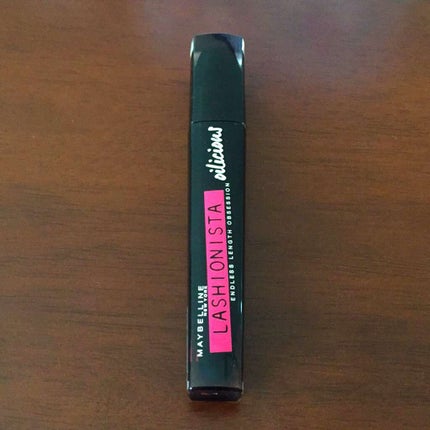 MAYBELLINE
NEW YORK
LASHIONISTA
oilicious
ENDLESS LENGTH OBSESSION